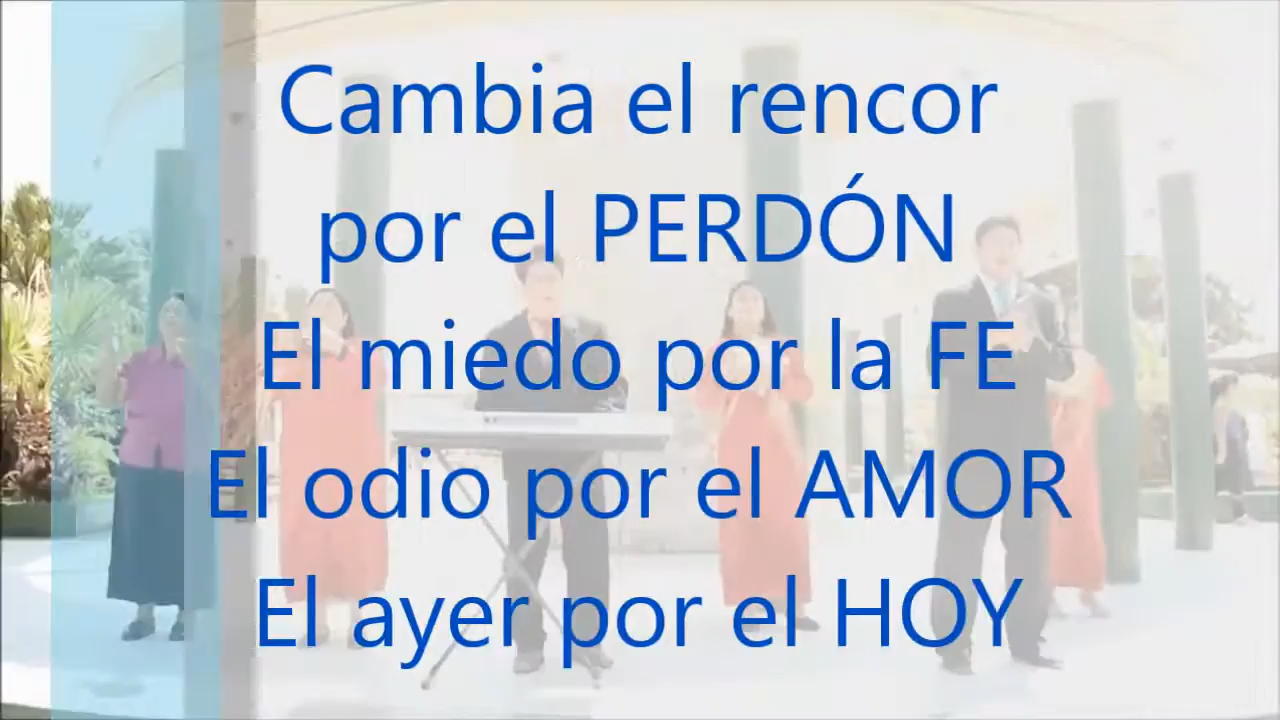 Cambia el rencor
por el PERDÓN
El miedo por la FE
El odio por el AMOR
El ayer por el HOY